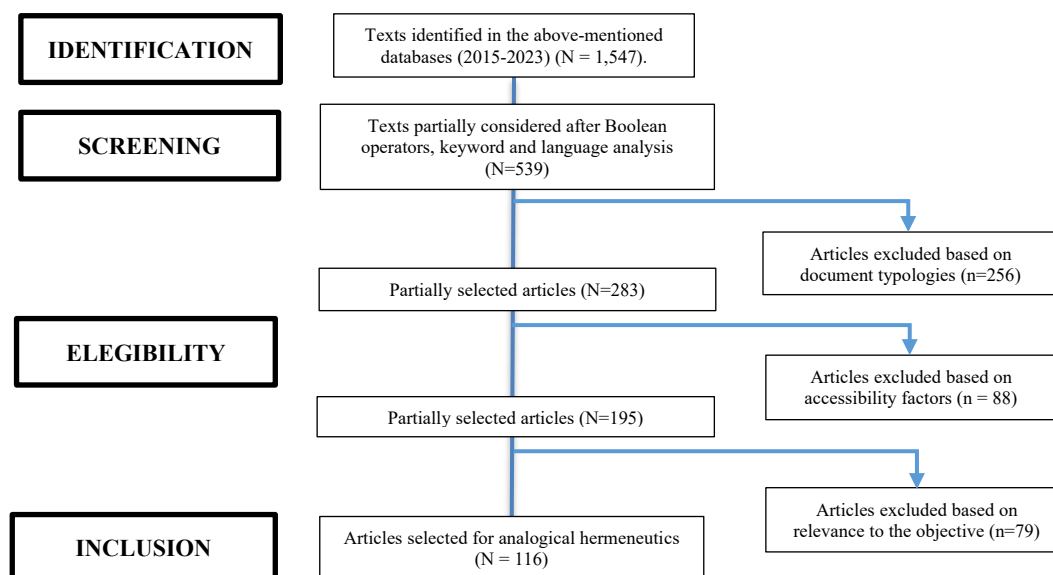 IDENTIFICATION
Texts identified in the above-mentioned
databases (2015-2023) (N = 1,547).
SCREENING
Texts partially considered after Boolean
operators, keyword and language analysis
(N=539)
Articles excluded based on
document typologies (n=256)
Partially selected articles (N=283)
ELEGIBILITY
Articles excluded based on
accessibility factors (n = 88)
Partially selected articles (N=195)
Articles excluded based on
relevance to the objective (n=79)
INCLUSION
Articles selected for analogical hermeneutics
(N = 116)